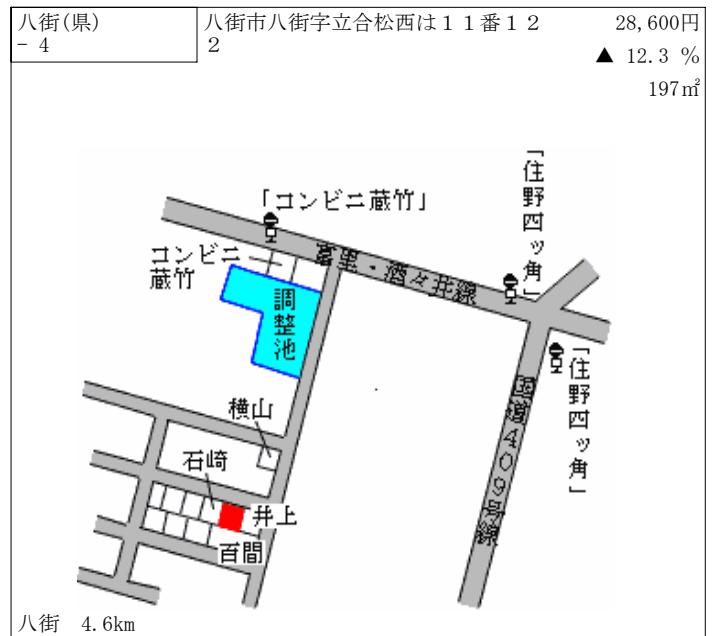 八街(県)
- 4
八街市八街字立合松西は１１番１２
２
28,600円
▲ 12.3 %
197㎡
「住野四ッ角」
「コンビニ蔵竹」
コンビニ
蔵竹
富里・酒々井線
調整池
「住野四ッ角」
国道４０９号線
横山
石崎
井上
百間
八街 4.6km